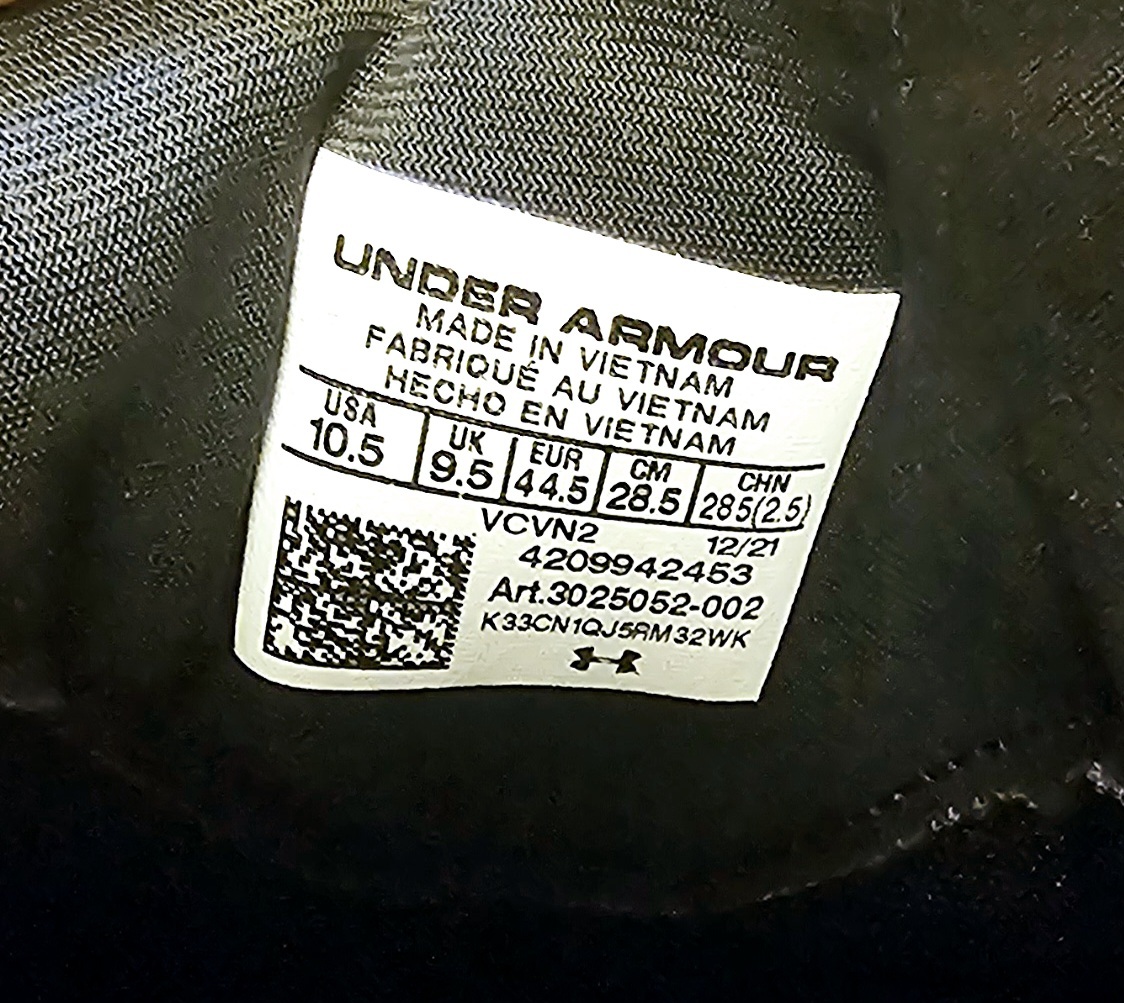 UNDER ARMOUR
MADE IN VIETNAM
FABRIQUÉ AU VIETNAM
HECHO EN VIETNAM
USA UK EUR CM CHN
10.5 9.5 44.5 28.5 285(2.5)
VCVN2 12/21
4209942453
Art.3025052-002
K33CN1QJ5RM32WK